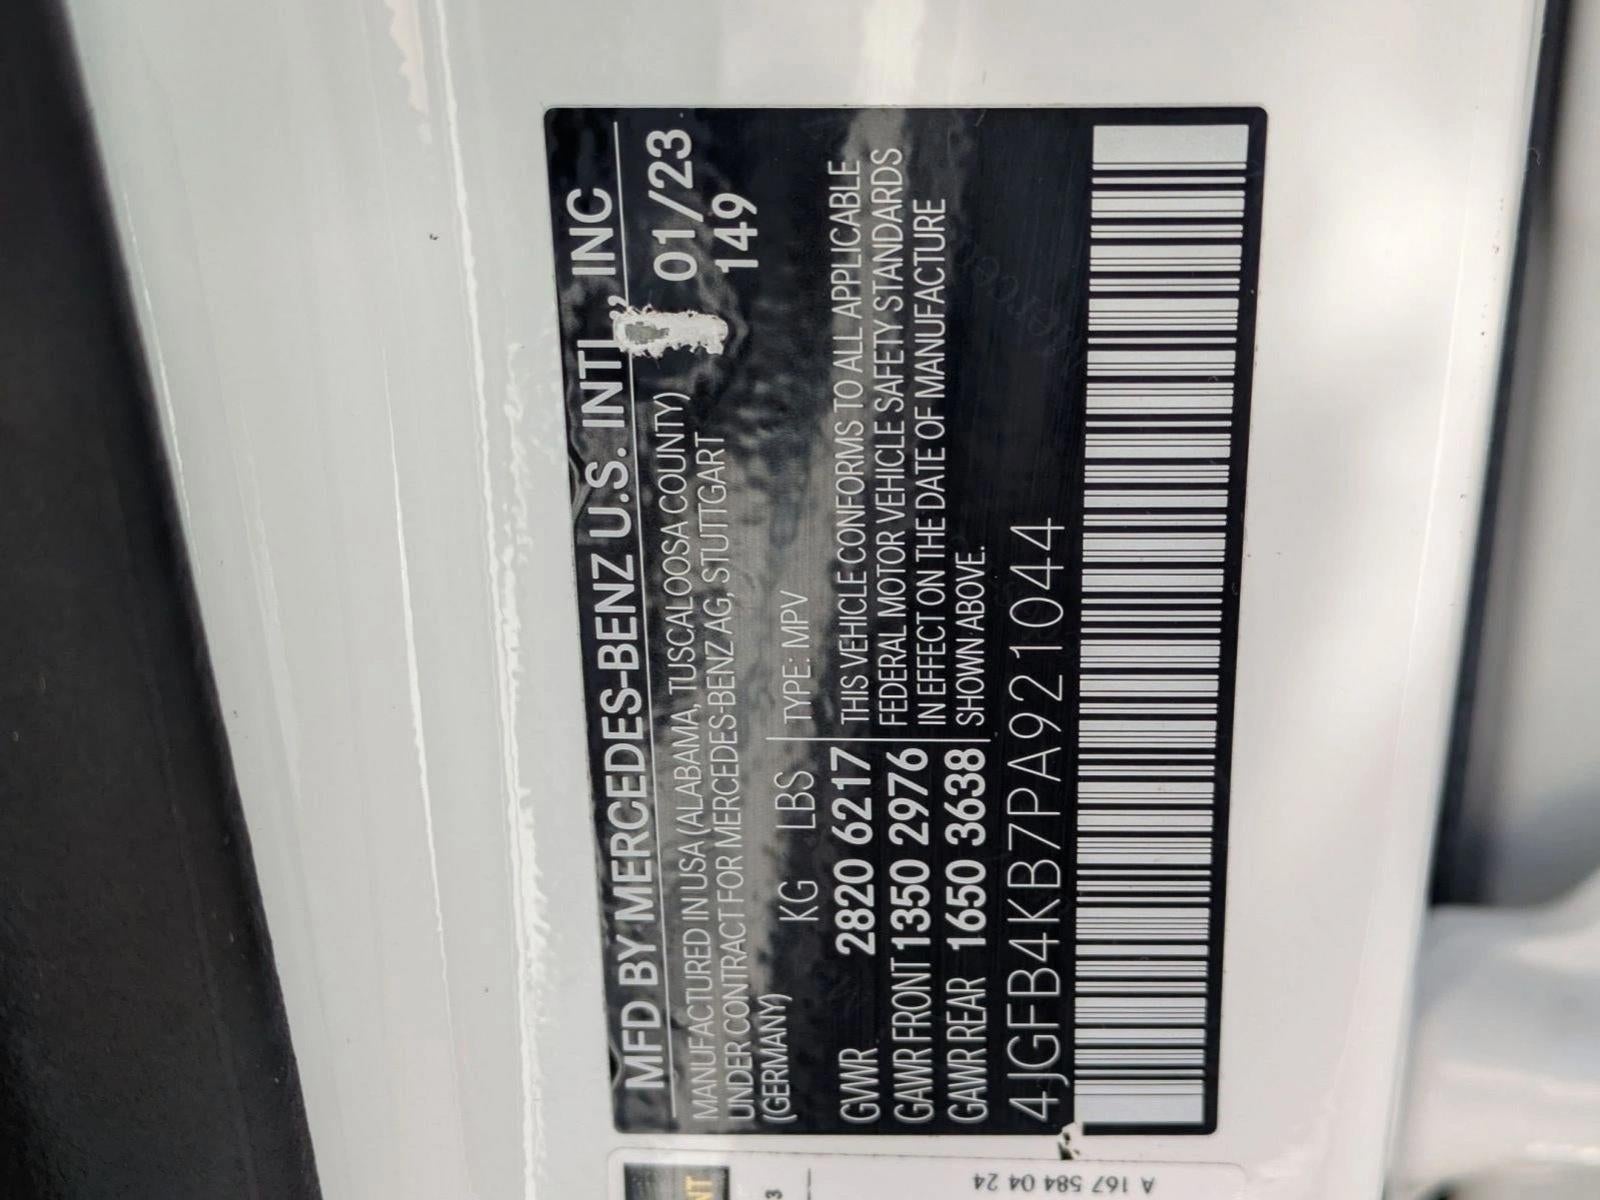 MFD BY MERCEDES-BENZ U.S. INTL, INC
MANUFACTURED IN USA (ALABAMA, TUSCALOOSA COUNTY) 01/23
UNDER CONTRACT FOR MERCEDES-BENZ AG, STUTTGART 149
(GERMANY)
KG LBS TYPE: MPV
GVWR 2820 6217 THIS VEHICLE CONFORMS TO ALL APPLICABLE
GAWR FRONT 1350 2976 FEDERAL MOTOR VEHICLE SAFETY STANDARDS
GAWR REAR 1650 3638 IN EFFECT ON THE DATE OF MANUFACTURE
SHOWN ABOVE.
4JGFB4KB7PA921044
A 167 584 04 24
NT
3